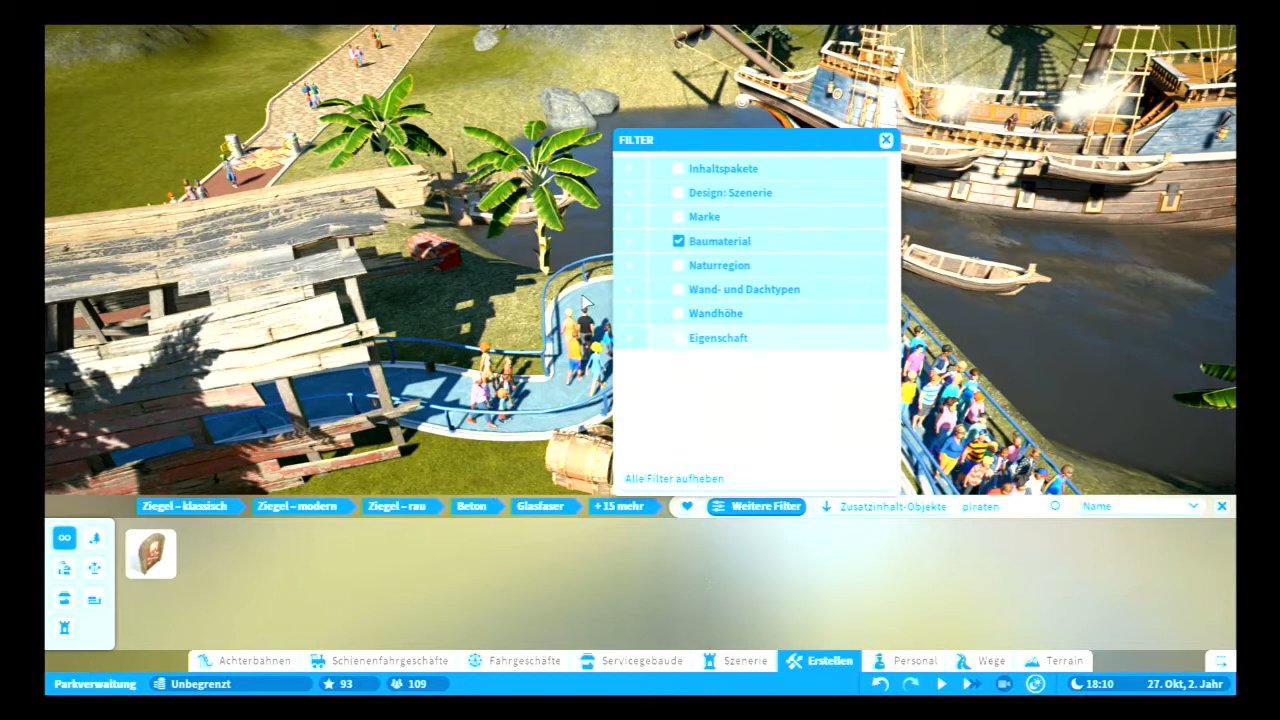 FILTER
Inhaltspakete
Design: Szenerie
Marke
Baumaterial
Naturregion
Wand- und Dachtypen
Wandhöhe
Eigenschaft
Alle Filter aufheben
Ziegel – klassisch Ziegel – modern Ziegel – rau Beton Glasfaser + 15 mehr Weitere Filter Zusatzinhalt-Objekte piraten Name
Achterbahnen Schienenfahrgeschäfte Fahrgeschäfte Servicegebäude Szenerie Erstellen Personal Wege Terrain
Parkverwaltung Unbegrenzt 93 109 18:10 27. Okt, 2. Jahr